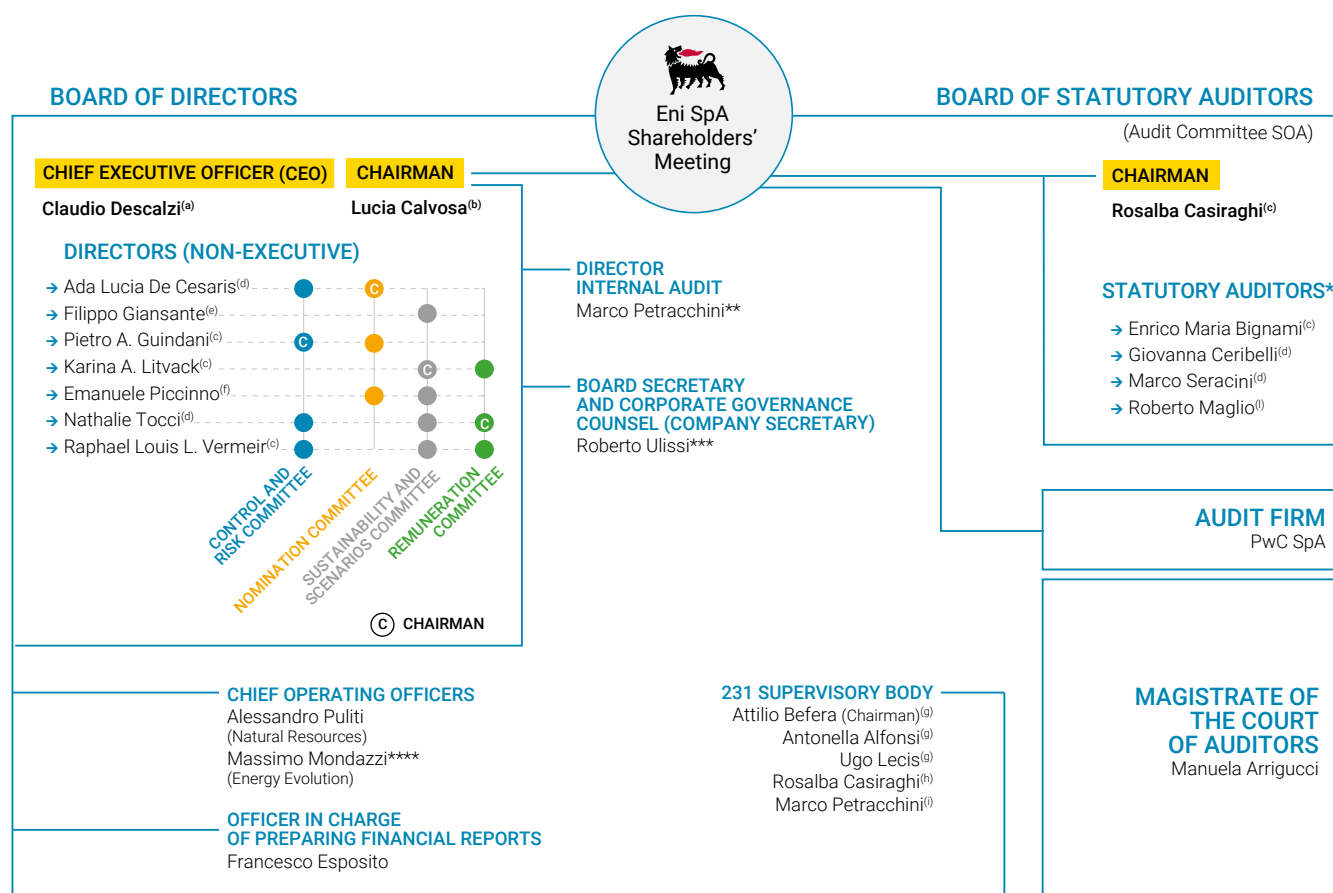 BOARD OF DIRECTORS
Eni SpA
Shareholders’
Meeting
BOARD OF STATUTORY AUDITORS
(Audit Committee SOA)
CHIEF EXECUTIVE OFFICER (CEO)
Claudio Descalzi(a)
CHAIRMAN
Lucia Calvosa(b)
CHAIRMAN
Rosalba Casiraghi(c)
DIRECTORS (NON-EXECUTIVE)
→ Ada Lucia De Cesaris(d) C
→ Filippo Giansante(e)
→ Pietro A. Guindani(c) C
→ Karina A. Litvack(c) C
→ Emanuele Piccinno(f)
→ Nathalie Tocci(d) C
→ Raphael Louis L. Vermeir(c)
CONTROL AND
RISK COMMITTEE
NOMINATION COMMITTEE
SUSTAINABILITY AND
SCENARIOS COMMITTEE
REMUNERATION
COMMITTEE
C CHAIRMAN
DIRECTOR
INTERNAL AUDIT
Marco Petracchini**
BOARD SECRETARY
AND CORPORATE GOVERNANCE
COUNSEL (COMPANY SECRETARY)
Roberto Ulissi***
STATUTORY AUDITORS*
→ Enrico Maria Bignami(c)
→ Giovanna Ceribelli(d)
→ Marco Seracini(d)
→ Roberto Maglio(l)
AUDIT FIRM
PwC SpA
CHIEF OPERATING OFFICERS
Alessandro Puliti
(Natural Resources)
Massimo Mondazzi****
(Energy Evolution)
OFFICER IN CHARGE
OF PREPARING FINANCIAL REPORTS
Francesco Esposito
231 SUPERVISORY BODY
Attilio Befera (Chairman)(g)
Antonella Alfonsi(g)
Ugo Lecis(g)
Rosalba Casiraghi(h)
Marco Petracchini(i)
MAGISTRATE OF
THE COURT
OF AUDITORS
Manuela Arrigucci